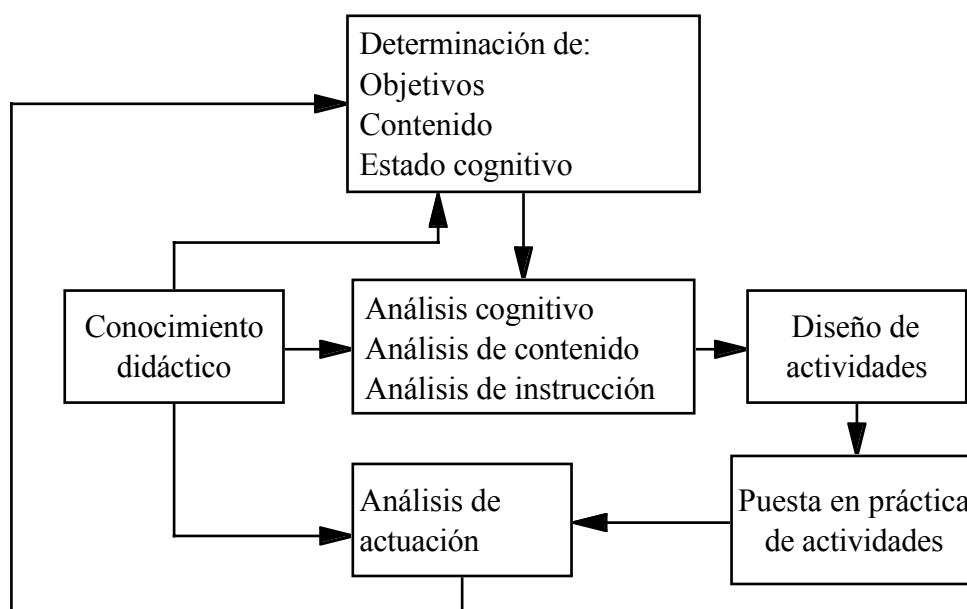 Determinación de:
Objetivos
Contenido
Estado cognitivo
Conocimiento
didáctico
Análisis cognitivo
Análisis de contenido
Análisis de instrucción
Diseño de
actividades
Análisis de
actuación
Puesta en práctica
de actividades